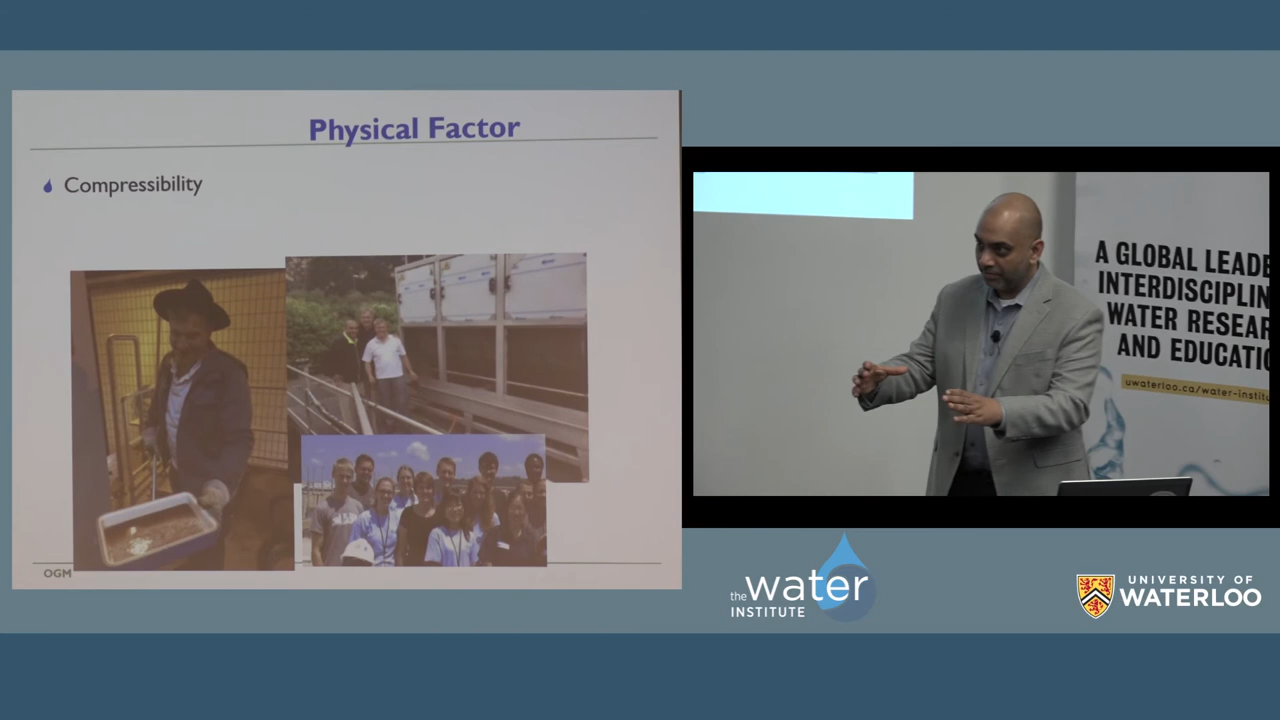 Physical Factor
Compressibility
OGM
A GLOBAL LEADE
INTERDISCIPLIN
WATER RESEAR
AND EDUCATIO
uwaterloo.ca/water-institu
the water
INSTITUTE
UNIVERSITY OF
WATERLOO